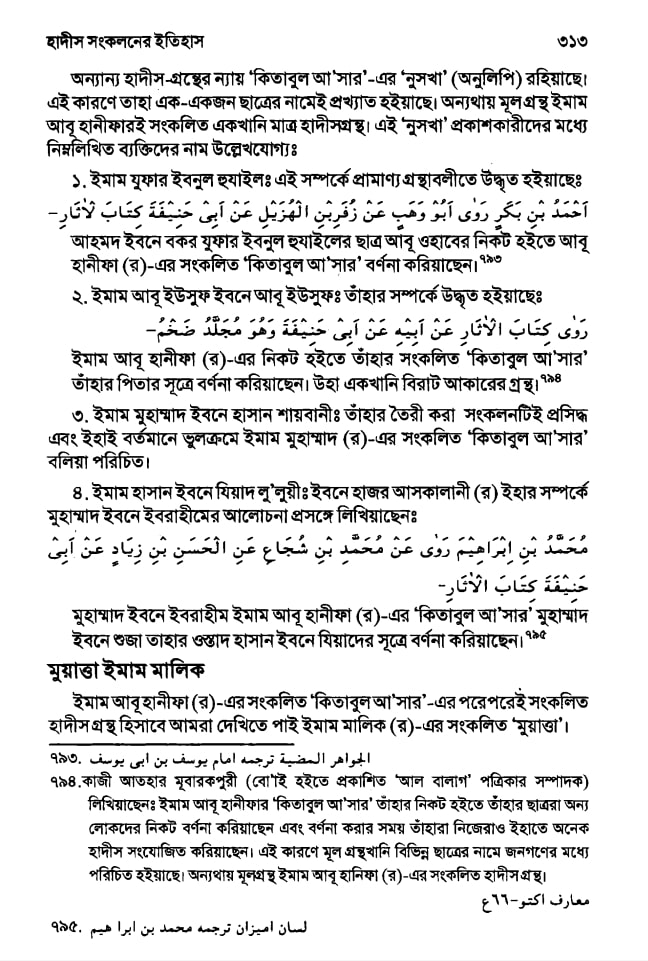 হাদীস সংকলনের ইতিহাস ৩১৩
অন্যান্য হাদীস-গ্রন্থের ন্যায় ‘কিতাবুল আ'সার’-এর ‘নুসখা’ (অনুলিপি) রহিয়াছে।
এই কারণে তাহা এক-একজন ছাত্রের নামেই প্রখ্যাত হইয়াছে। অন্যথায় মূলগ্রন্থ ইমাম
আবূ হানীফারই সংকলিত একখানি মাত্র হাদীসগ্রন্থ। এই ‘নুসখা’ প্রকাশকারীদের মধ্যে
নিম্নলিখিত ব্যক্তিদের নাম উল্লেখযোগ্যঃ
১. ইমাম যুফার ইবনুল হুযাইলঃ এই সম্পর্কে প্রামাণ্য গ্রন্থাবলীতে উদ্ধৃত হইয়াছেঃ
اَحْمَدُ بْنِ بَكَرٍ رَوٰى اَبُوْ وَهَبٍ عَنْ زُفَرِبْنِ الْهُزَيْلِ عَنْ اَبِىْ حَنِيْفَةَ كِتَابَ لْاٰثَارِ–
আহমদ ইবনে বকর যুফার ইবনুল হুযাইলের ছাত্র আবূ ওহাবের নিকট হইতে আবূ
হানীফা (র)-এর সংকলিত ‘কিতাবুল আ'সার’ বর্ণনা করিয়াছেন।৭৯৩
২. ইমাম আবূ ইউসুফ ইবনে আবূ ইউসুফঃ তাঁহার সম্পর্কে উদ্ধৃত হইয়াছেঃ
رَوٰى كِتَابَ الْاٰثَارِ عَنْ اَبِيْهِ عَنْ اَبِىْ حَنِيْفَةَ وَهُوَ مُجَلَّدُ ضَخْمُ–
ইমাম আবূ হানীফা (র)-এর নিকট হইতে তাঁহার সংকলিত ‘কিতাবুল আ'সার’
তাঁহার পিতার সূত্রে বর্ণনা করিয়াছেন। উহা একখানি বিরাট আকারের গ্রন্থ।৭৯৪
৩. ইমাম মুহাম্মাদ ইবনে হাসান শায়বানীঃ তাঁহার তৈরী করা সংকলনটিই প্রসিদ্ধ
এবং ইহাই বর্তমানে ভুলক্রমে ইমাম মুহাম্মাদ (র)-এর সংকলিত ‘কিতাবুল আ'সার’
বলিয়া পরিচিত।
৪. ইমাম হাসান ইবনে যিয়াদ লু'লুয়ীঃ ইবনে হাজর আসকালানী (র) ইহার সম্পর্কে
মুহাম্মাদ ইবনে ইবরাহীমের আলোচনা প্রসঙ্গে লিখিয়াছেনঃ
مُحَمَّدُ بْنِ اِبْرَاهِيْمَ رَوٰى عَنْ مُحَمَّدِ بْنِ شُجَاعِ عَنِ الْحَسَنِ بْنِ زِيَادٍ عَنْ اَبِىْ
حَنِيْفَةَ كِتَابَ الْاٰثَارِ–
মুহাম্মাদ ইবনে ইবরাহীম ইমাম আবূ হানীফা (র)-এর ‘কিতাবুল আ'সার’ মুহাম্মাদ
ইবনে শুজা তাহার ওস্তাদ হাসান ইবনে যিয়াদের সূত্রে বর্ণনা করিয়াছেন।৭৯৫
মুয়াত্তা ইমাম মালিক
ইমাম আবূ হানীফা (র)-এর সংকলিত ‘কিতাবুল আ'সার’-এর পরেপরেই সংকলিত
হাদীসগ্রন্থ হিসাবে আমরা দেখিতে পাই ইমাম মালিক (র)-এর সংকলিত ‘মুয়াত্তা’।
৭৯৩. الجواهر المضية ترجمه امام يوسف بن ابى يوسف
৭৯৪. কাজী আতহার মূবারকপুরী (বো'াই হইতে প্রকাশিত ‘আল বালাগ’ পত্রিকার সম্পাদক)
লিখিয়াছেনঃ ইমাম আবূ হানীফার ‘কিতাবুল আ'সার’ তাঁহার নিকট হইতে তাঁহার ছাত্ররা অন্য
লোকদের নিকট বর্ণনা করিয়াছেন এবং বর্ণনা করার সময় তাঁহারা নিজেরাও ইহাতে অনেক
হাদীস সংযোজিত করিয়াছেন। এই কারণে মূল গ্রন্থখানি বিভিন্ন ছাত্রের নামে জনগণের মধ্যে
পরিচিত হইয়াছে। অন্যথায় মূলগ্রন্থ ইমাম আবূ হানিফা (র)-এর সংকলিত হাদীসগ্রন্থ।
معارف اکتو–٦٦ع
৭৯৫. لسان اميزان ترجمه محمد بن ابرا هيم